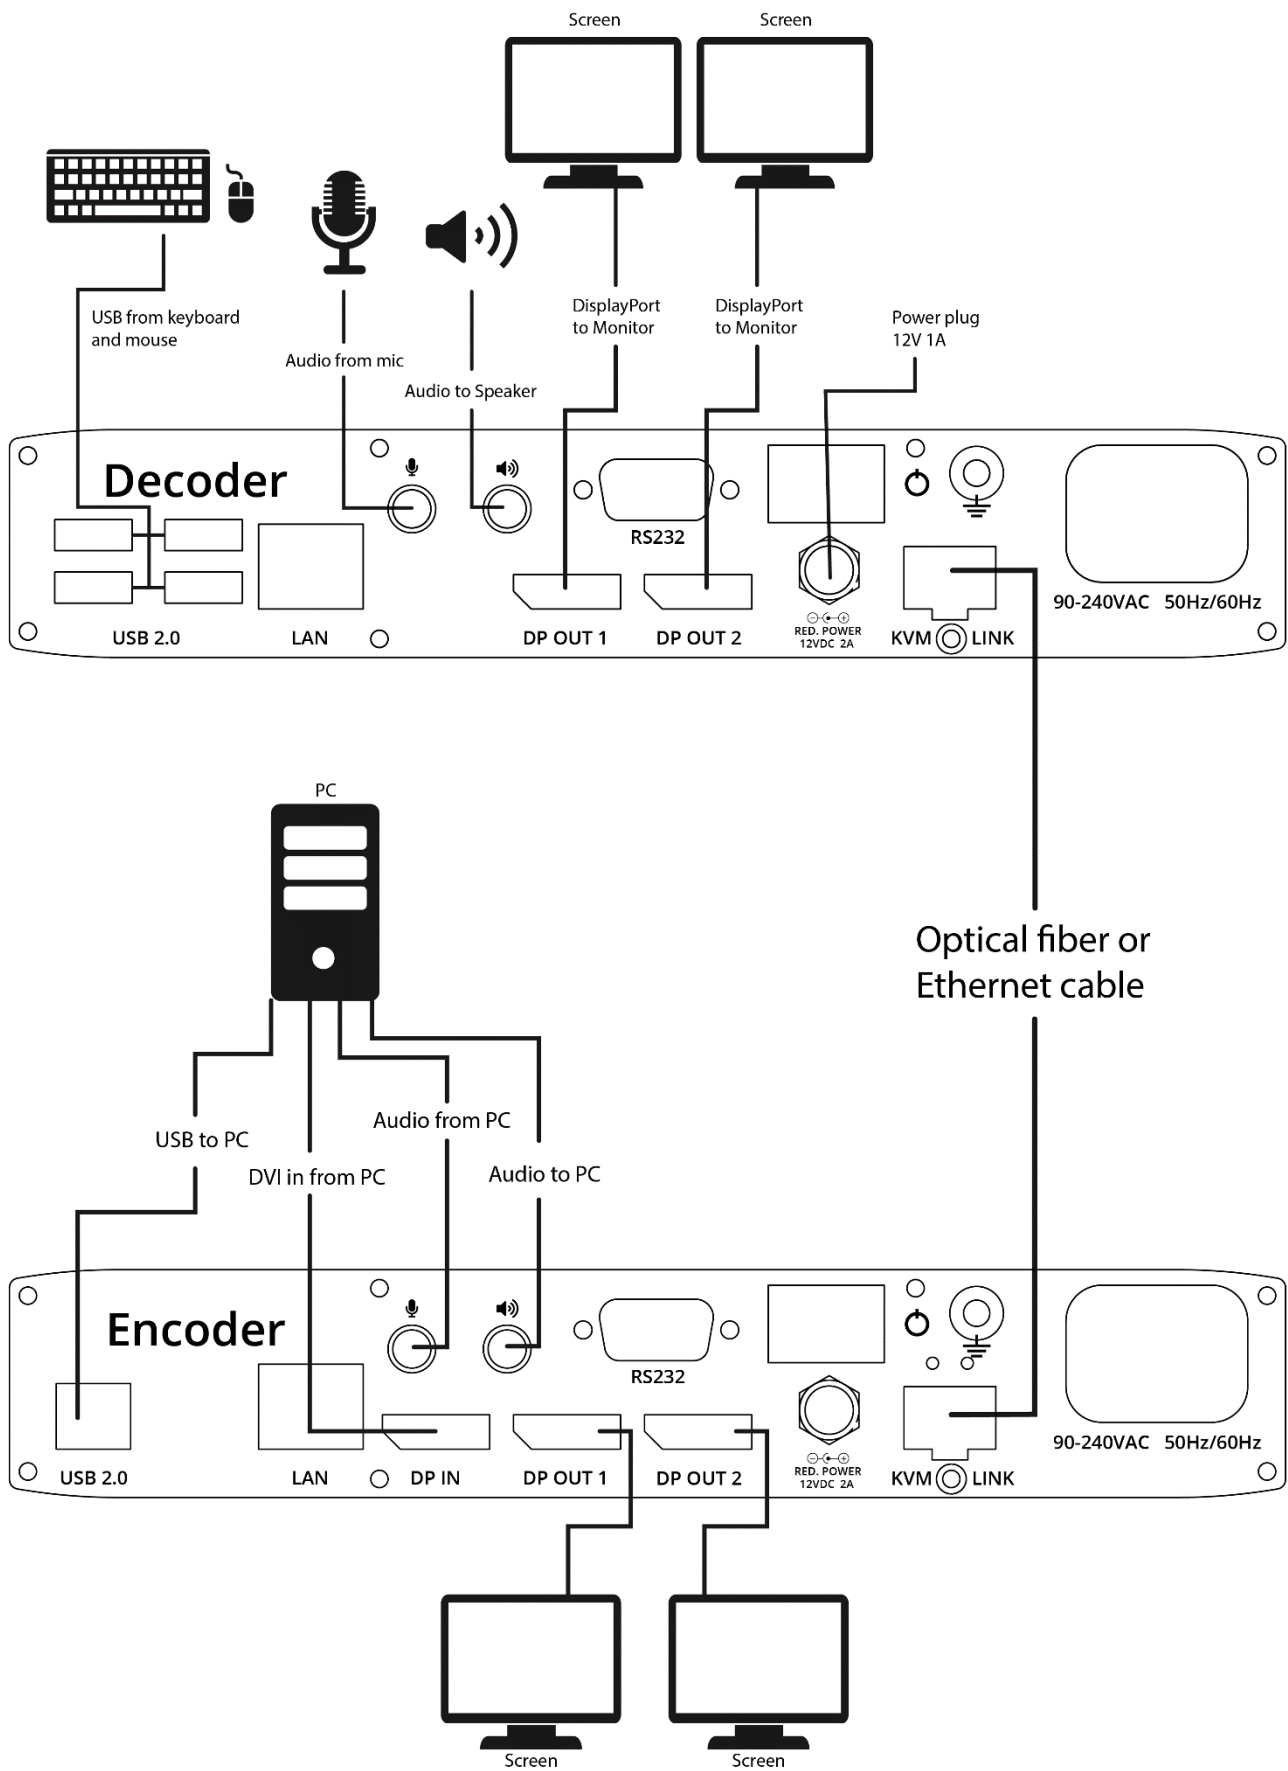 Screen
Screen
USB from keyboard
and mouse
Audio from mic
Audio to Speaker
DisplayPort
to Monitor
DisplayPort
to Monitor
Power plug
12V 1A
Decoder
RS232
USB 2.0
LAN
DP OUT 1
DP OUT 2
RED. POWER
12VDC 2A
KVM LINK
90-240VAC 50Hz/60Hz
PC
Optical fiber or
Ethernet cable
USB to PC
DVI in from PC
Audio from PC
Audio to PC
Encoder
RS232
USB 2.0
LAN
DP IN
DP OUT 1
DP OUT 2
RED. POWER
12VDC 2A
KVM LINK
90-240VAC 50Hz/60Hz
Screen
Screen